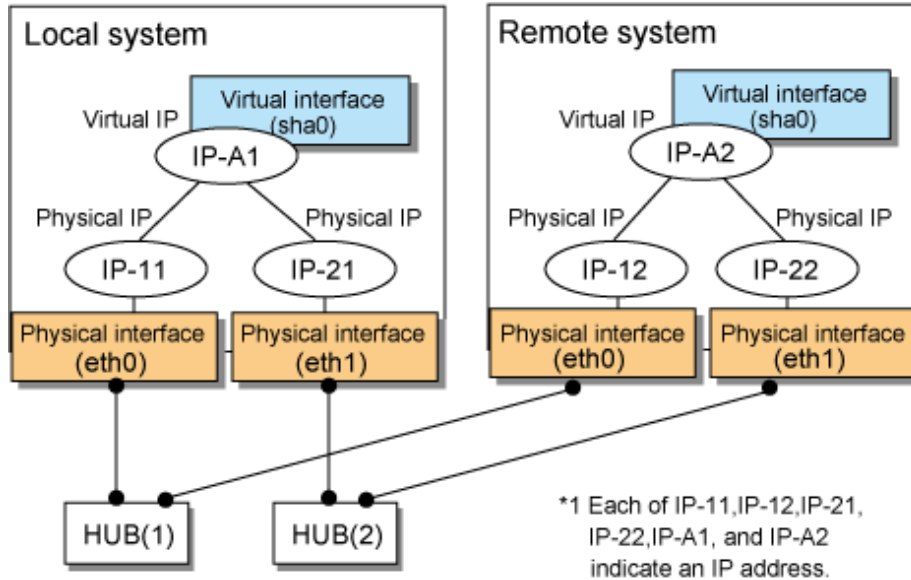 Local system
Virtual interface
(sha0)
Virtual IP
IP-A1
Physical IP
Physical IP
IP-11
IP-21
Physical interface
(eth0)
Physical interface
(eth1)
Remote system
Virtual interface
(sha0)
Virtual IP
IP-A2
Physical IP
Physical IP
IP-12
IP-22
Physical interface
(eth0)
Physical interface
(eth1)
HUB(1)
HUB(2)
*1 Each of IP-11,IP-12,IP-21,
IP-22,IP-A1, and IP-A2
indicate an IP address.